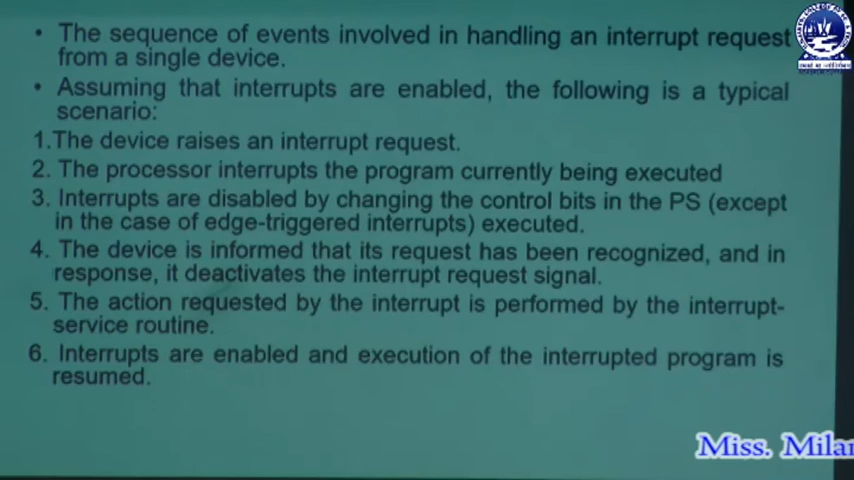 • The sequence of events involved in handling an interrupt request
from a single device.
• Assuming that interrupts are enabled, the following is a typical
scenario:
1.The device raises an interrupt request.
2. The processor interrupts the program currently being executed
3. Interrupts are disabled by changing the control bits in the PS (except
in the case of edge-triggered interrupts) executed.
4. The device is informed that its request has been recognized, and in
response, it deactivates the interrupt request signal.
5. The action requested by the interrupt is performed by the interrupt-
service routine.
6. Interrupts are enabled and execution of the interrupted program is
resumed.
Miss. Milan